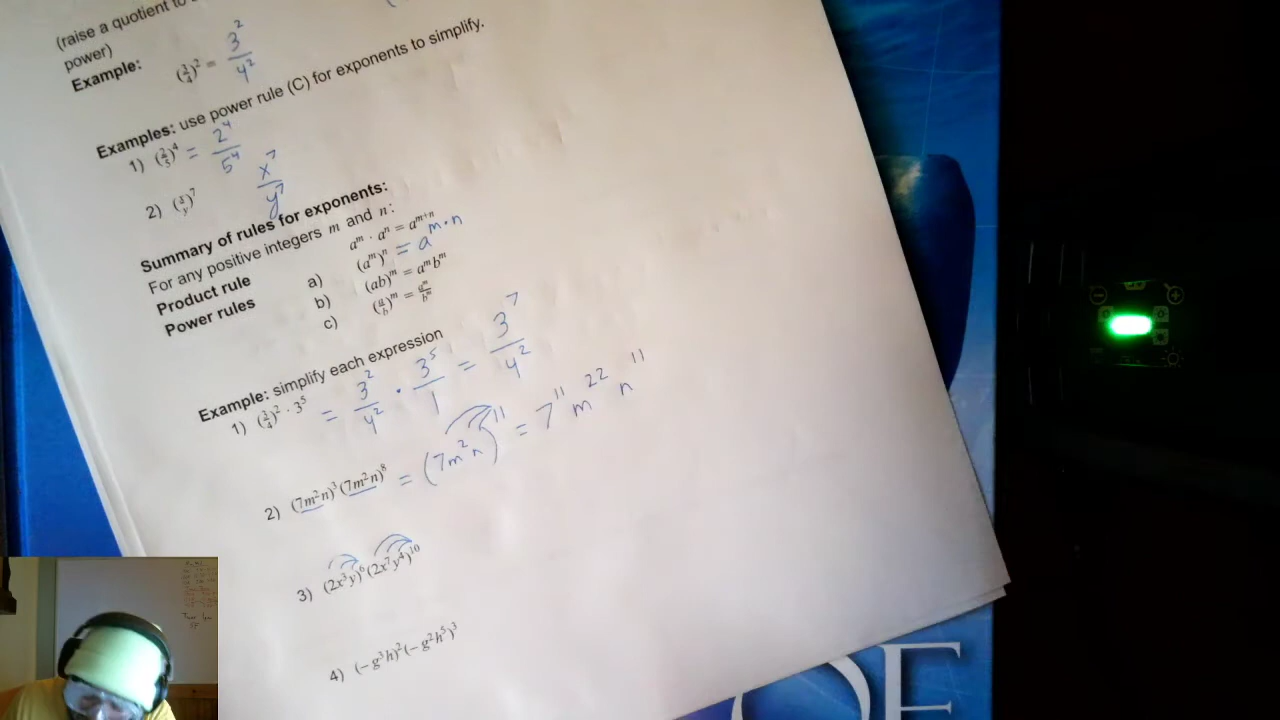 (raise a quotient to
power)
Example: (3/4)² = 3²/4²
Examples: use power rule (C) for exponents to simplify.
1) (2/5)⁴ = 2⁴/5⁴
2) (/y)⁷ x⁷/y⁷
Summary of rules for exponents:
For any positive integers m and n:
Product rule aᵐ · aⁿ = aᵐ⁺ⁿ
Power rules a) (aᵐ)ⁿ = a^m·n
b) (ab)ᵐ = aᵐbᵐ
c) (a/b)ᵐ = aᵐ/bᵐ
Example: simplify each expression
1) (3/4)² · 3⁵ = 3²/4² · 3⁵/1 = 3⁷/4²
2) (7m²n)³(7m²n)⁸ = (7m²n)¹¹ = 7¹¹m²²n¹¹
3) (2x³y)⁶(2x⁷y⁴)¹⁰
4) (−g³h)²(−g²h⁵)³